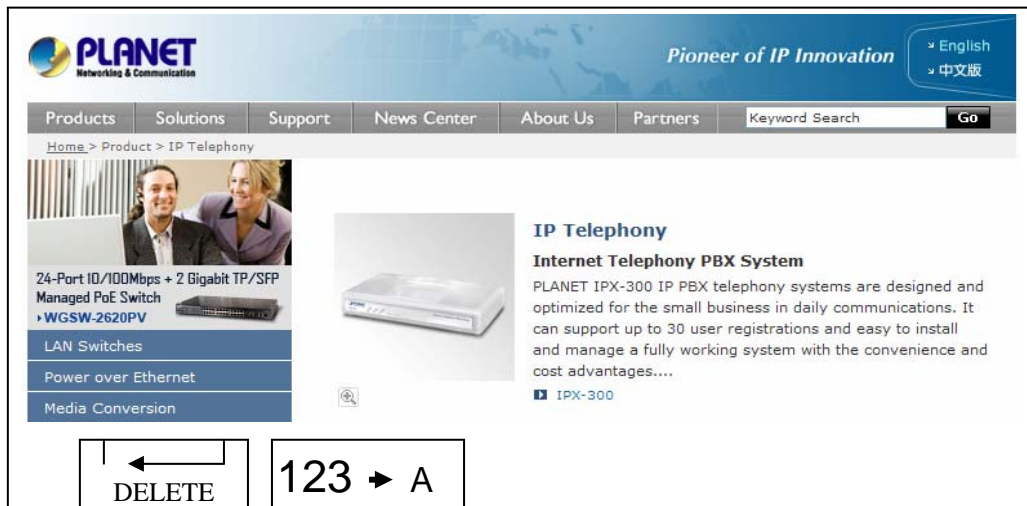 PLANET
Networking & Communication
Pioneer of IP Innovation
English
中文版
Products Solutions Support News Center About Us Partners Keyword Search Go
Home > Product > IP Telephony
24-Port 10/100Mbps + 2 Gigabit TP/SFP
Managed PoE Switch
WGSW-2620PV
LAN Switches
Power over Ethernet
Media Conversion
IP Telephony
Internet Telephony PBX System
PLANET IPX-300 IP PBX telephony systems are designed and
optimized for the small business in daily communications. It
can support up to 30 user registrations and easy to install
and manage a fully working system with the convenience and
cost advantages....
IPX-300
DELETE
123 → A